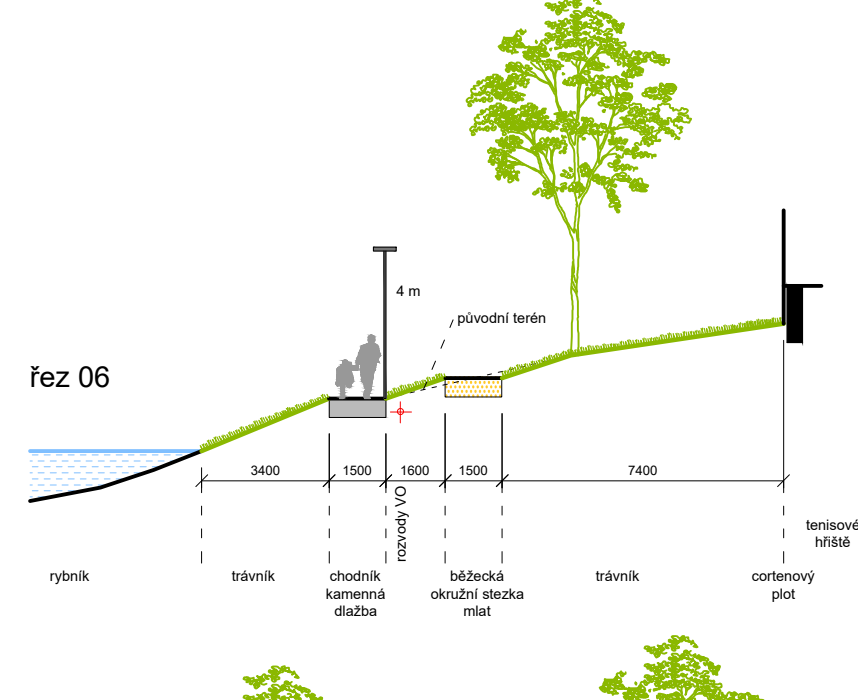 4 m
původní terén
řez 06
3400
1500
1600
1500
7400
rozvody VO
tenisové
hřiště
rybník
trávník
chodník
kamenná
dlažba
běžecká
okružní stezka
mlat
trávník
cortenový
plot